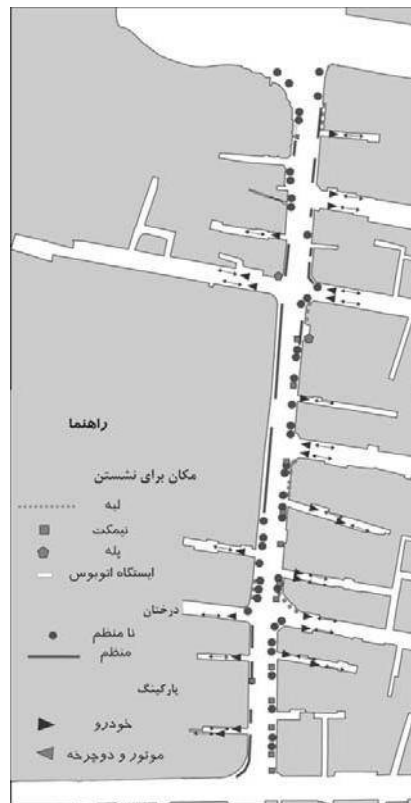 راهنما
مکان برای نشستن
لبه
نیمکت
پله
ایستگاه اتوبوس
درختان
نا منظم
منظم
پارکینگ
خودرو
موتور و دوچرخه